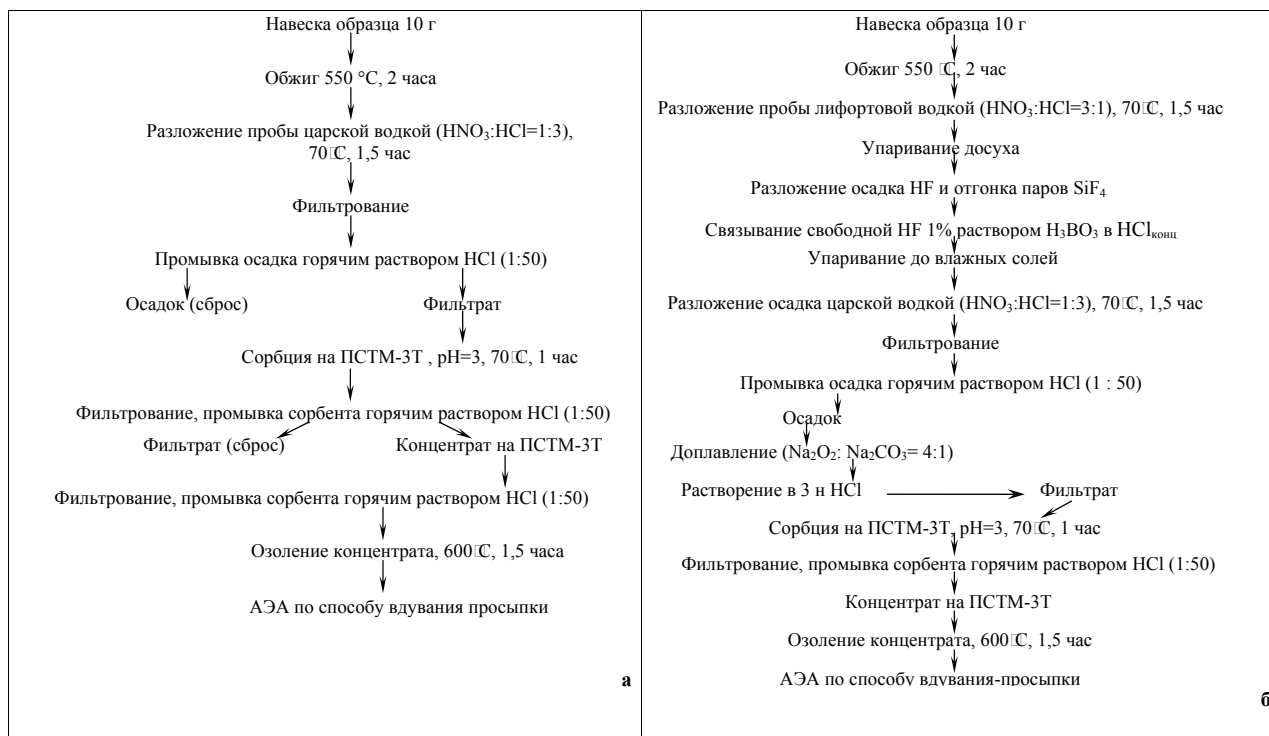 Навеска образца 10 г
Обжиг 550 °С, 2 часа
Разложение пробы царской водкой (HNO₃:HCl=1:3),
70□С, 1,5 час
Фильтрование
Промывка осадка горячим раствором HCl (1:50)
Осадок (сброс) Фильтрат
Сорбция на ПСТМ-3Т , pH=3, 70□С, 1 час
Фильтрование, промывка сорбента горячим раствором HCl (1:50)
Фильтрат (сброс) Концентрат на ПСТМ-3Т
Фильтрование, промывка сорбента горячим раствором HCl (1:50)
Озоление концентрата, 600□С, 1,5 часа
АЭА по способу вдувания просыпки
а
Навеска образца 10 г
Обжиг 550 □С, 2 час
Разложение пробы лифортовой водкой (HNO₃:HCl=3:1), 70□С, 1,5 час
Упаривание досуха
Разложение осадка HF и отгонка паров SiF₄
Связывание свободной HF 1% раствором H₃BO₃ в HClконц
Упаривание до влажных солей
Разложение осадка царской водкой (HNO₃:HCl=1:3), 70□С, 1,5 час
Фильтрование
Промывка осадка горячим раствором HCl (1 : 50)
Осадок
Доплавление (Na₂O₂: Na₂CO₃= 4:1)
Растворение в 3 н HCl Фильтрат
Сорбция на ПСТМ-3Т, pH=3, 70□С, 1 час
Фильтрование, промывка сорбента горячим раствором HCl (1:50)
Концентрат на ПСТМ-3Т
Озоление концентрата, 600□С, 1,5 час
АЭА по способу вдувания-просыпки
б